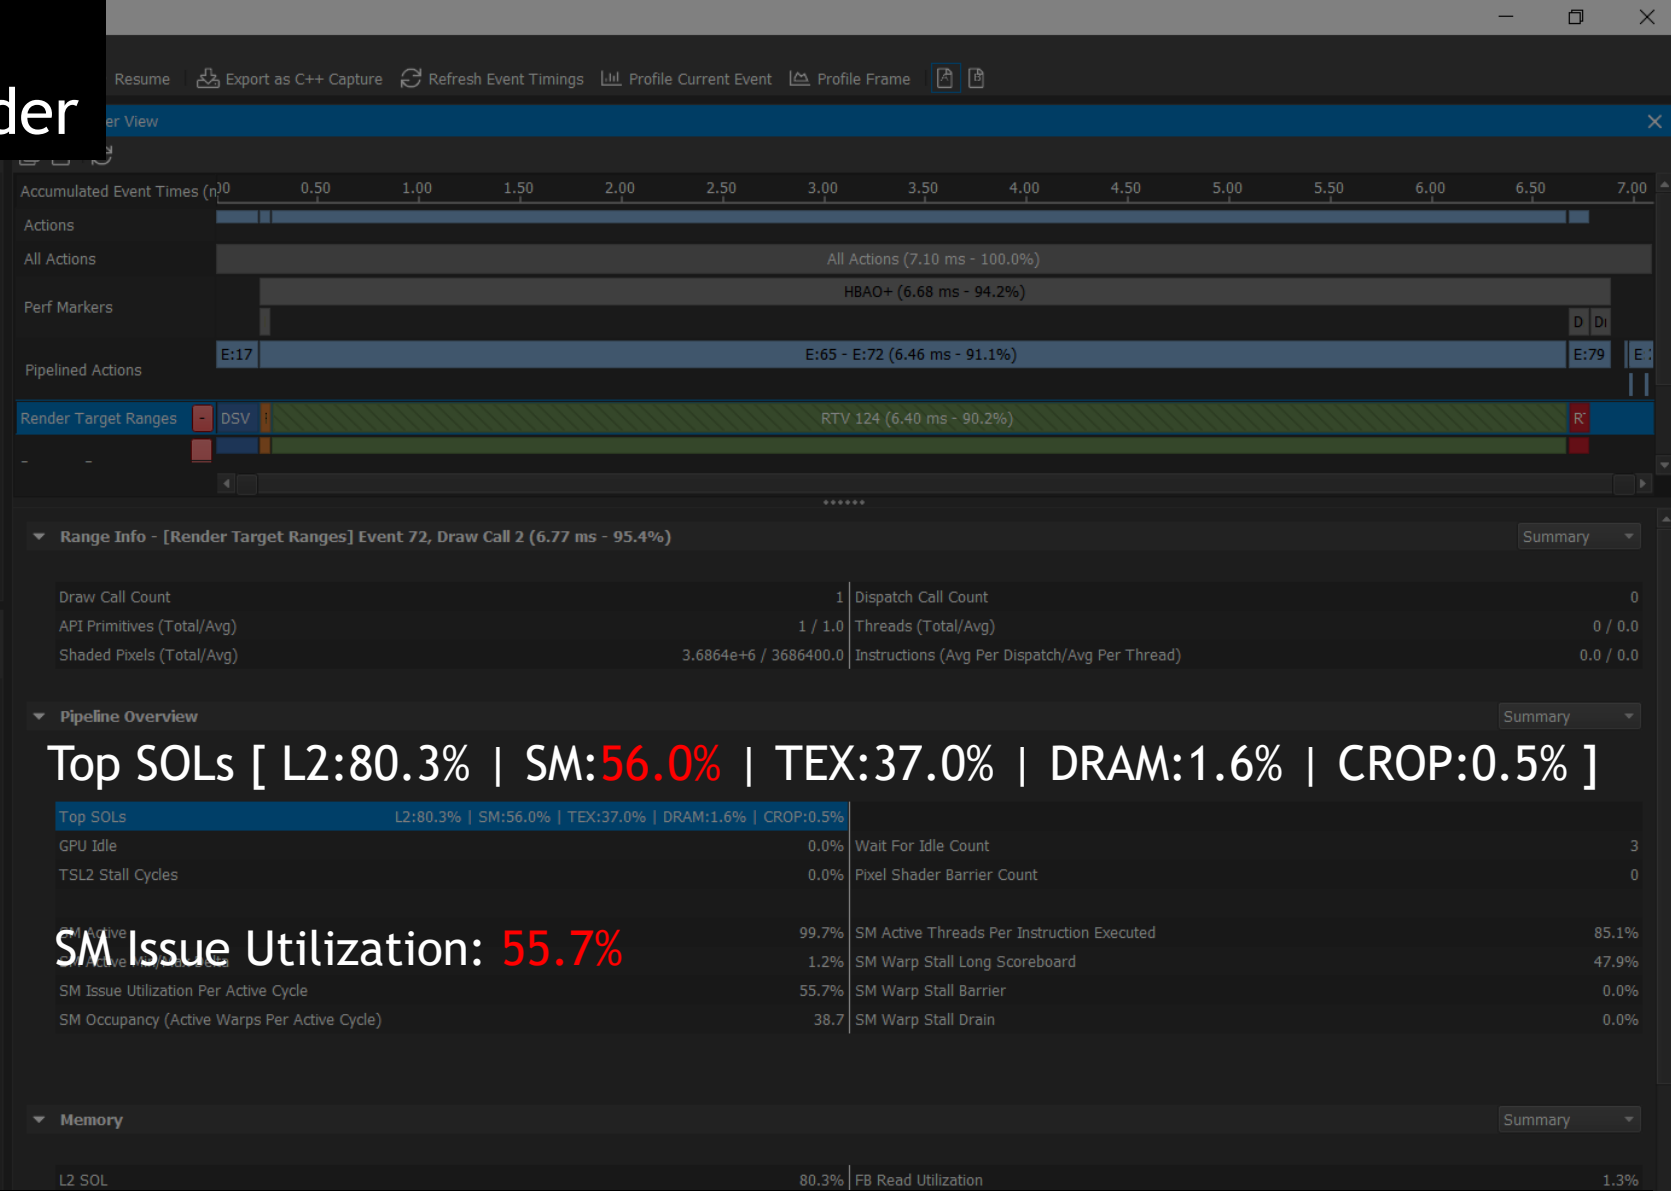 der
Resume Export as C++ Capture Refresh Event Timings Profile Current Event Profile Frame A B
er View
Accumulated Event Times (m 00 0.50 1.00 1.50 2.00 2.50 3.00 3.50 4.00 4.50 5.00 5.50 6.00 6.50 7.00
Actions
All Actions All Actions (7.10 ms - 100.0%)
Perf Markers HBAO+ (6.68 ms - 94.2%)
D Dr
Pipelined Actions E:17 E:65 - E:72 (6.46 ms - 91.1%) E:79 E
Render Target Ranges - DSV RTV 124 (6.40 ms - 90.2%) R
Range Info - [Render Target Ranges] Event 72, Draw Call 2 (6.77 ms - 95.4%) Summary
Draw Call Count 1 Dispatch Call Count 0
API Primitives (Total/Avg) 1 / 1.0 Threads (Total/Avg) 0 / 0.0
Shaded Pixels (Total/Avg) 3.6864e+6 / 3686400.0 Instructions (Avg Per Dispatch/Avg Per Thread) 0.0 / 0.0
Pipeline Overview Summary
Top SOLs [ L2:80.3% | SM:56.0% | TEX:37.0% | DRAM:1.6% | CROP:0.5% ]
Top SOLs L2:80.3% | SM:56.0% | TEX:37.0% | DRAM:1.6% | CROP:0.5%
GPU Idle 0.0% Wait For Idle Count 3
TSL2 Stall Cycles 0.0% Pixel Shader Barrier Count 0
SM Active 99.7% SM Active Threads Per Instruction Executed 85.1%
SM Issue Utilization: 55.7%
SM Active Min/Max Delta 1.2% SM Warp Stall Long Scoreboard 47.9%
SM Issue Utilization Per Active Cycle 55.7% SM Warp Stall Barrier 0.0%
SM Occupancy (Active Warps Per Active Cycle) 38.7 SM Warp Stall Drain 0.0%
Memory Summary
L2 SOL 80.3% FB Read Utilization 1.3%